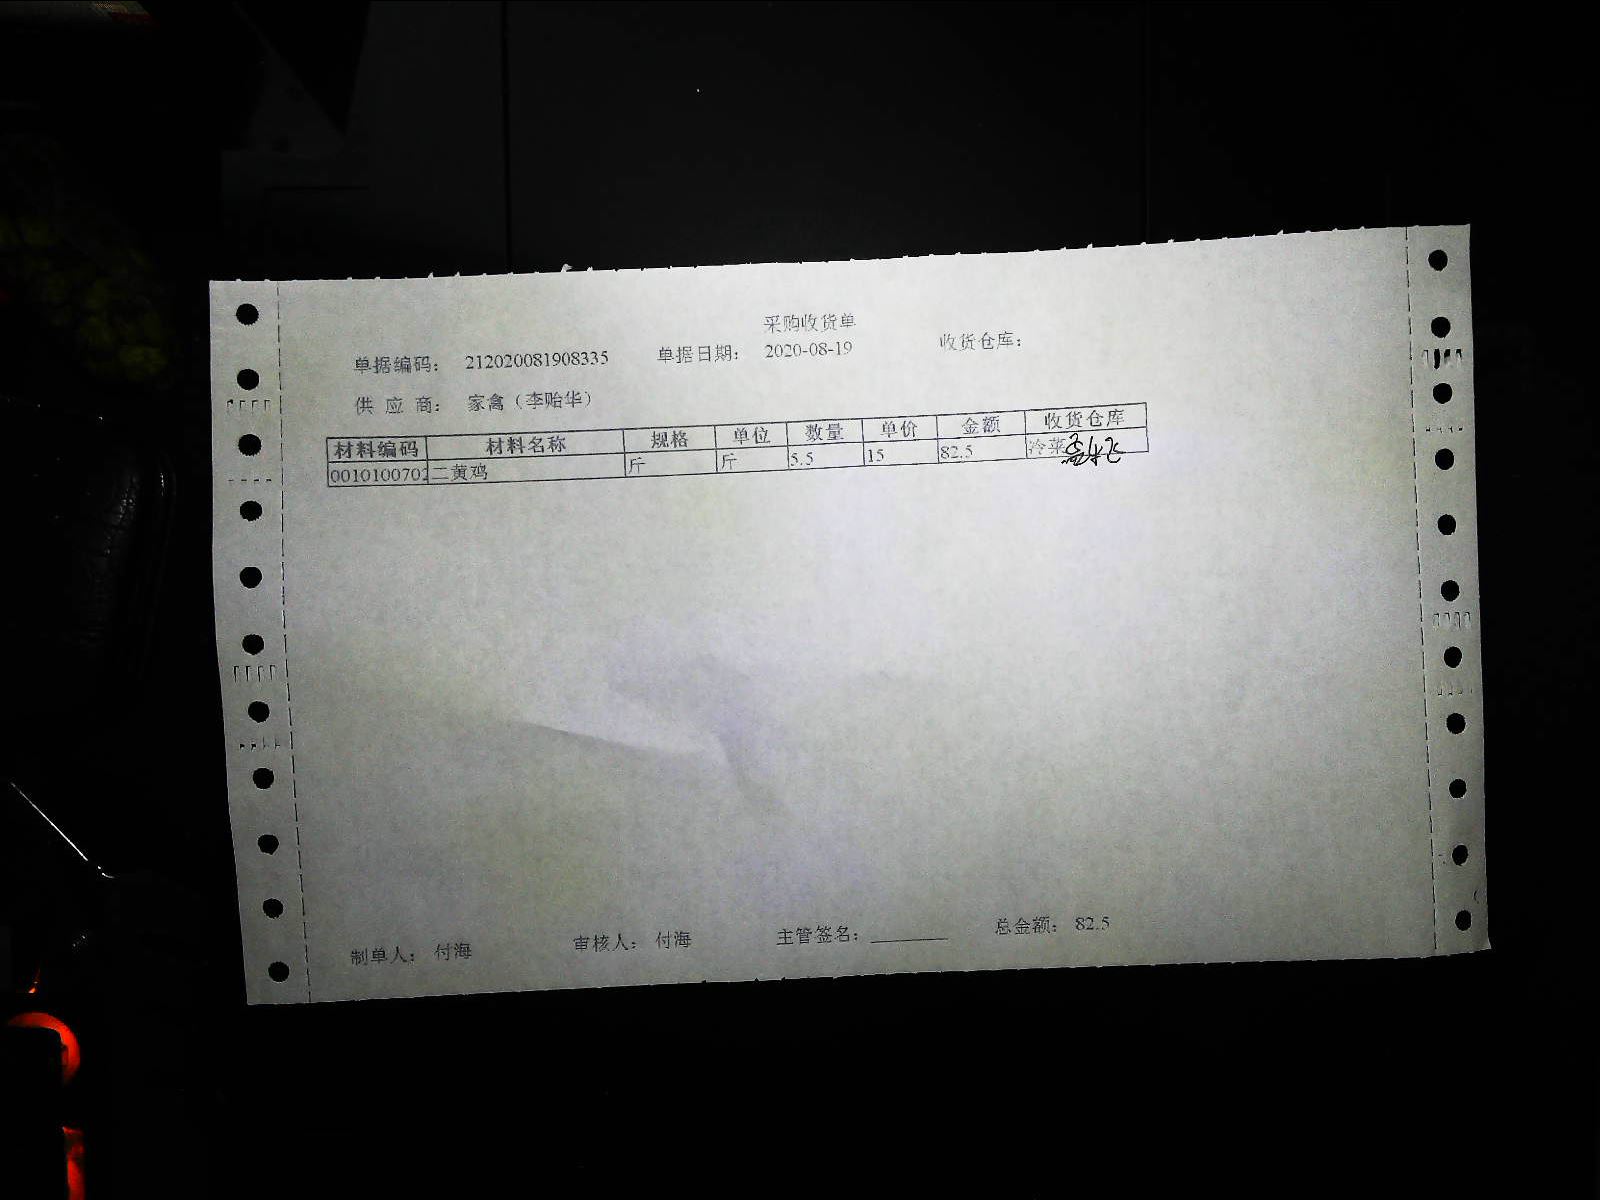 采购收货单
单据编码： 212020081908335 单据日期： 2020-08-19 收货仓库：
供 应 商： 家禽（李贻华）
材料编码 材料名称 规格 单位 数量 单价 金额 收货仓库
0010100702 二黄鸡 斤 斤 5.5 15 82.5 冷菜
制单人： 付海 审核人： 付海 主管签名： 总金额： 82.5